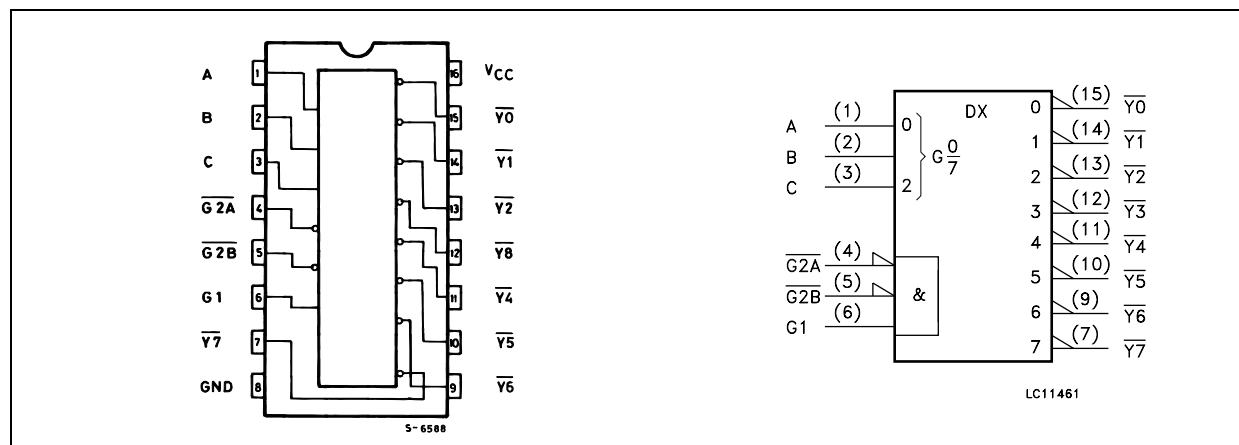 A 1 16 VCC
B 2 15 Y0
C 3 14 Y1
G2A 4 13 Y2
G2B 5 12 Y8
G1 6 11 Y4
Y7 7 10 Y5
GND 8 9 Y6
S-6588
DX
A (1) 0 0 (15) Y0
B (2) G 0/7 1 (14) Y1
C (3) 2 2 (13) Y2
3 (12) Y3
4 (11) Y4
G2A (4) 5 (10) Y5
G2B (5) & 6 (9) Y6
G1 (6) 7 (7) Y7
LC11461